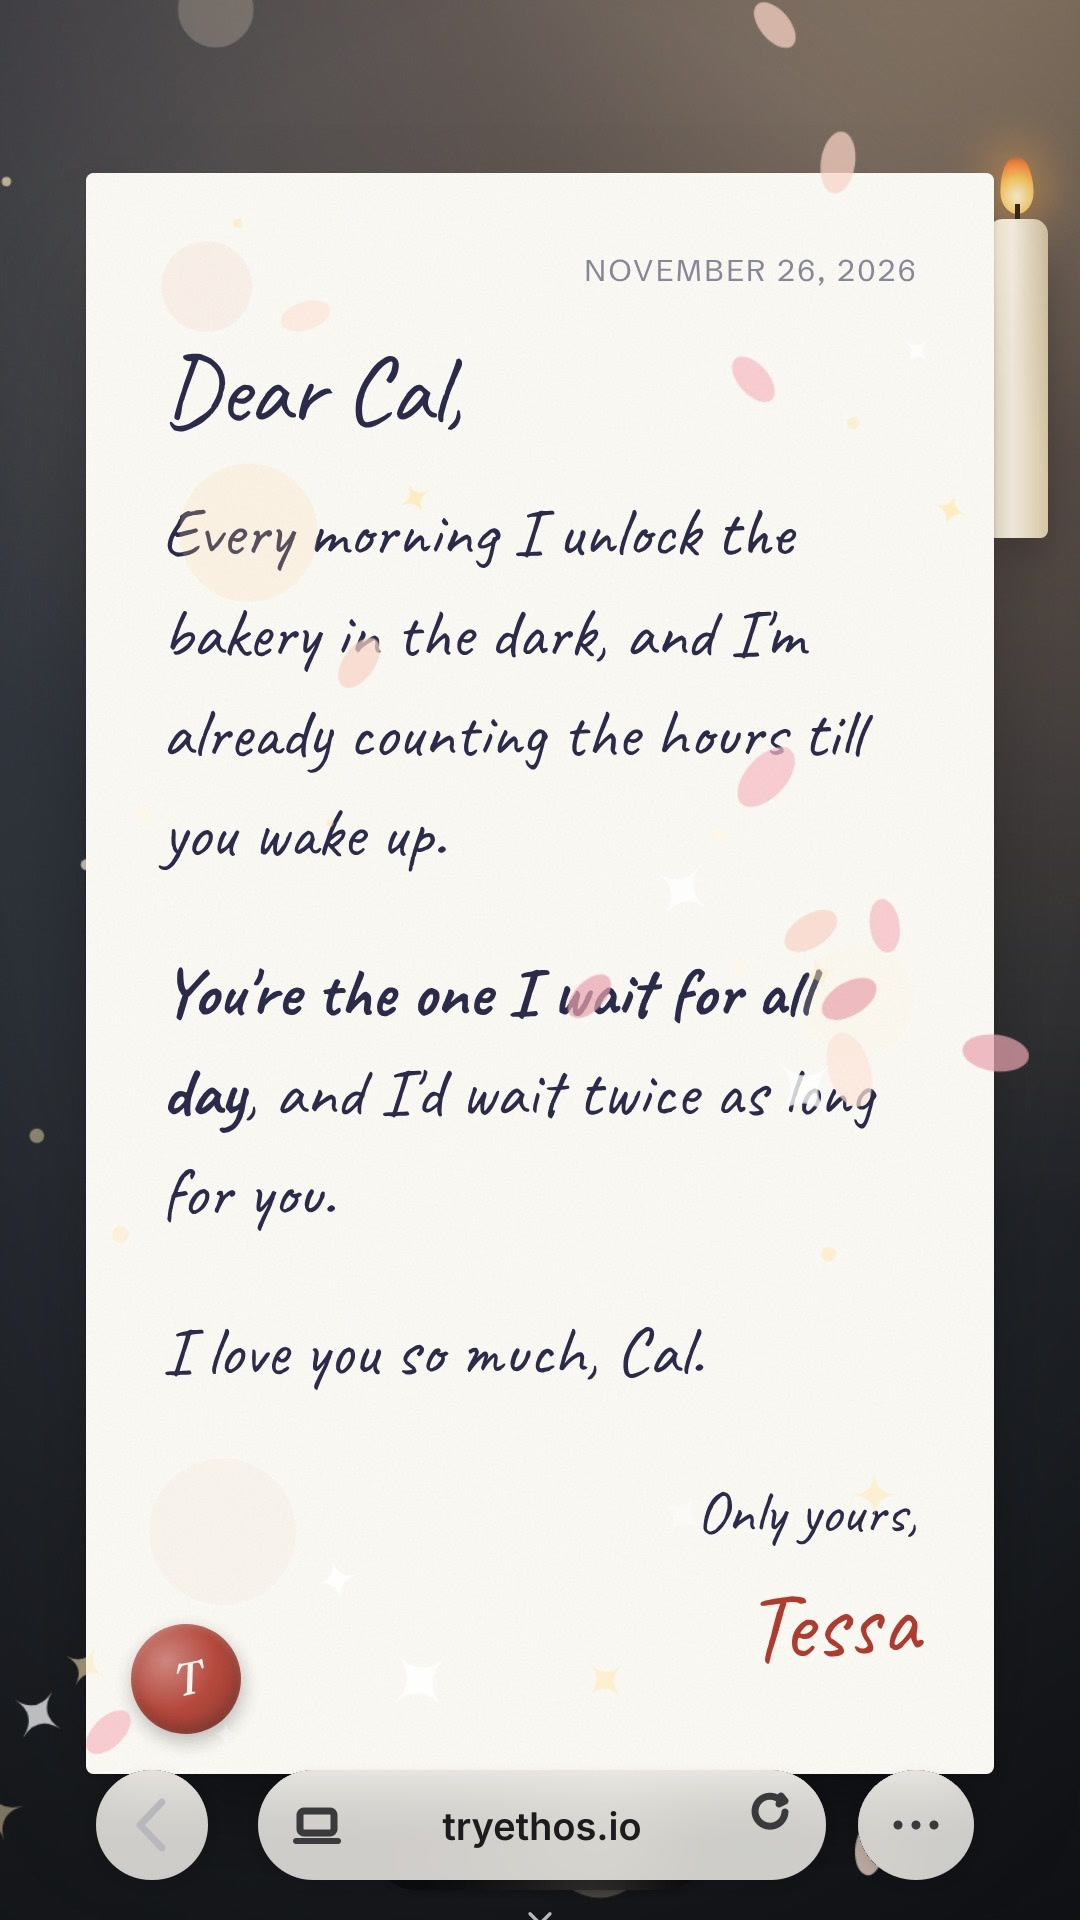 NOVEMBER 26, 2026
Dear Cal,
Every morning I unlock the
bakery in the dark, and I'm
already counting the hours till
you wake up.
You're the one I wait for all
day, and I'd wait twice as long
for you.
I love you so much, Cal.
Only yours,
Tessa
T
tryethos.io